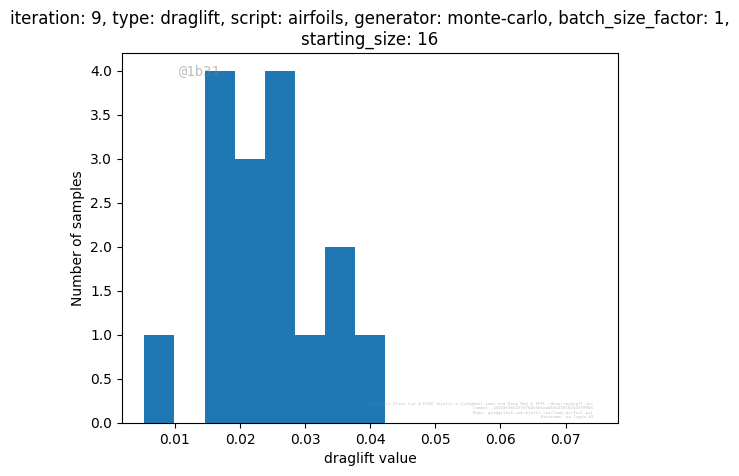 iteration: 9, type: draglift, script: airfoils, generator: monte-carlo, batch_size_factor: 1,
starting_size: 16
@1b31
4.0
3.5
3.0
2.5
2.0
1.5
1.0
0.5
0.0
Number of samples
0.01 0.02 0.03 0.04 0.05 0.06 0.07
draglift value